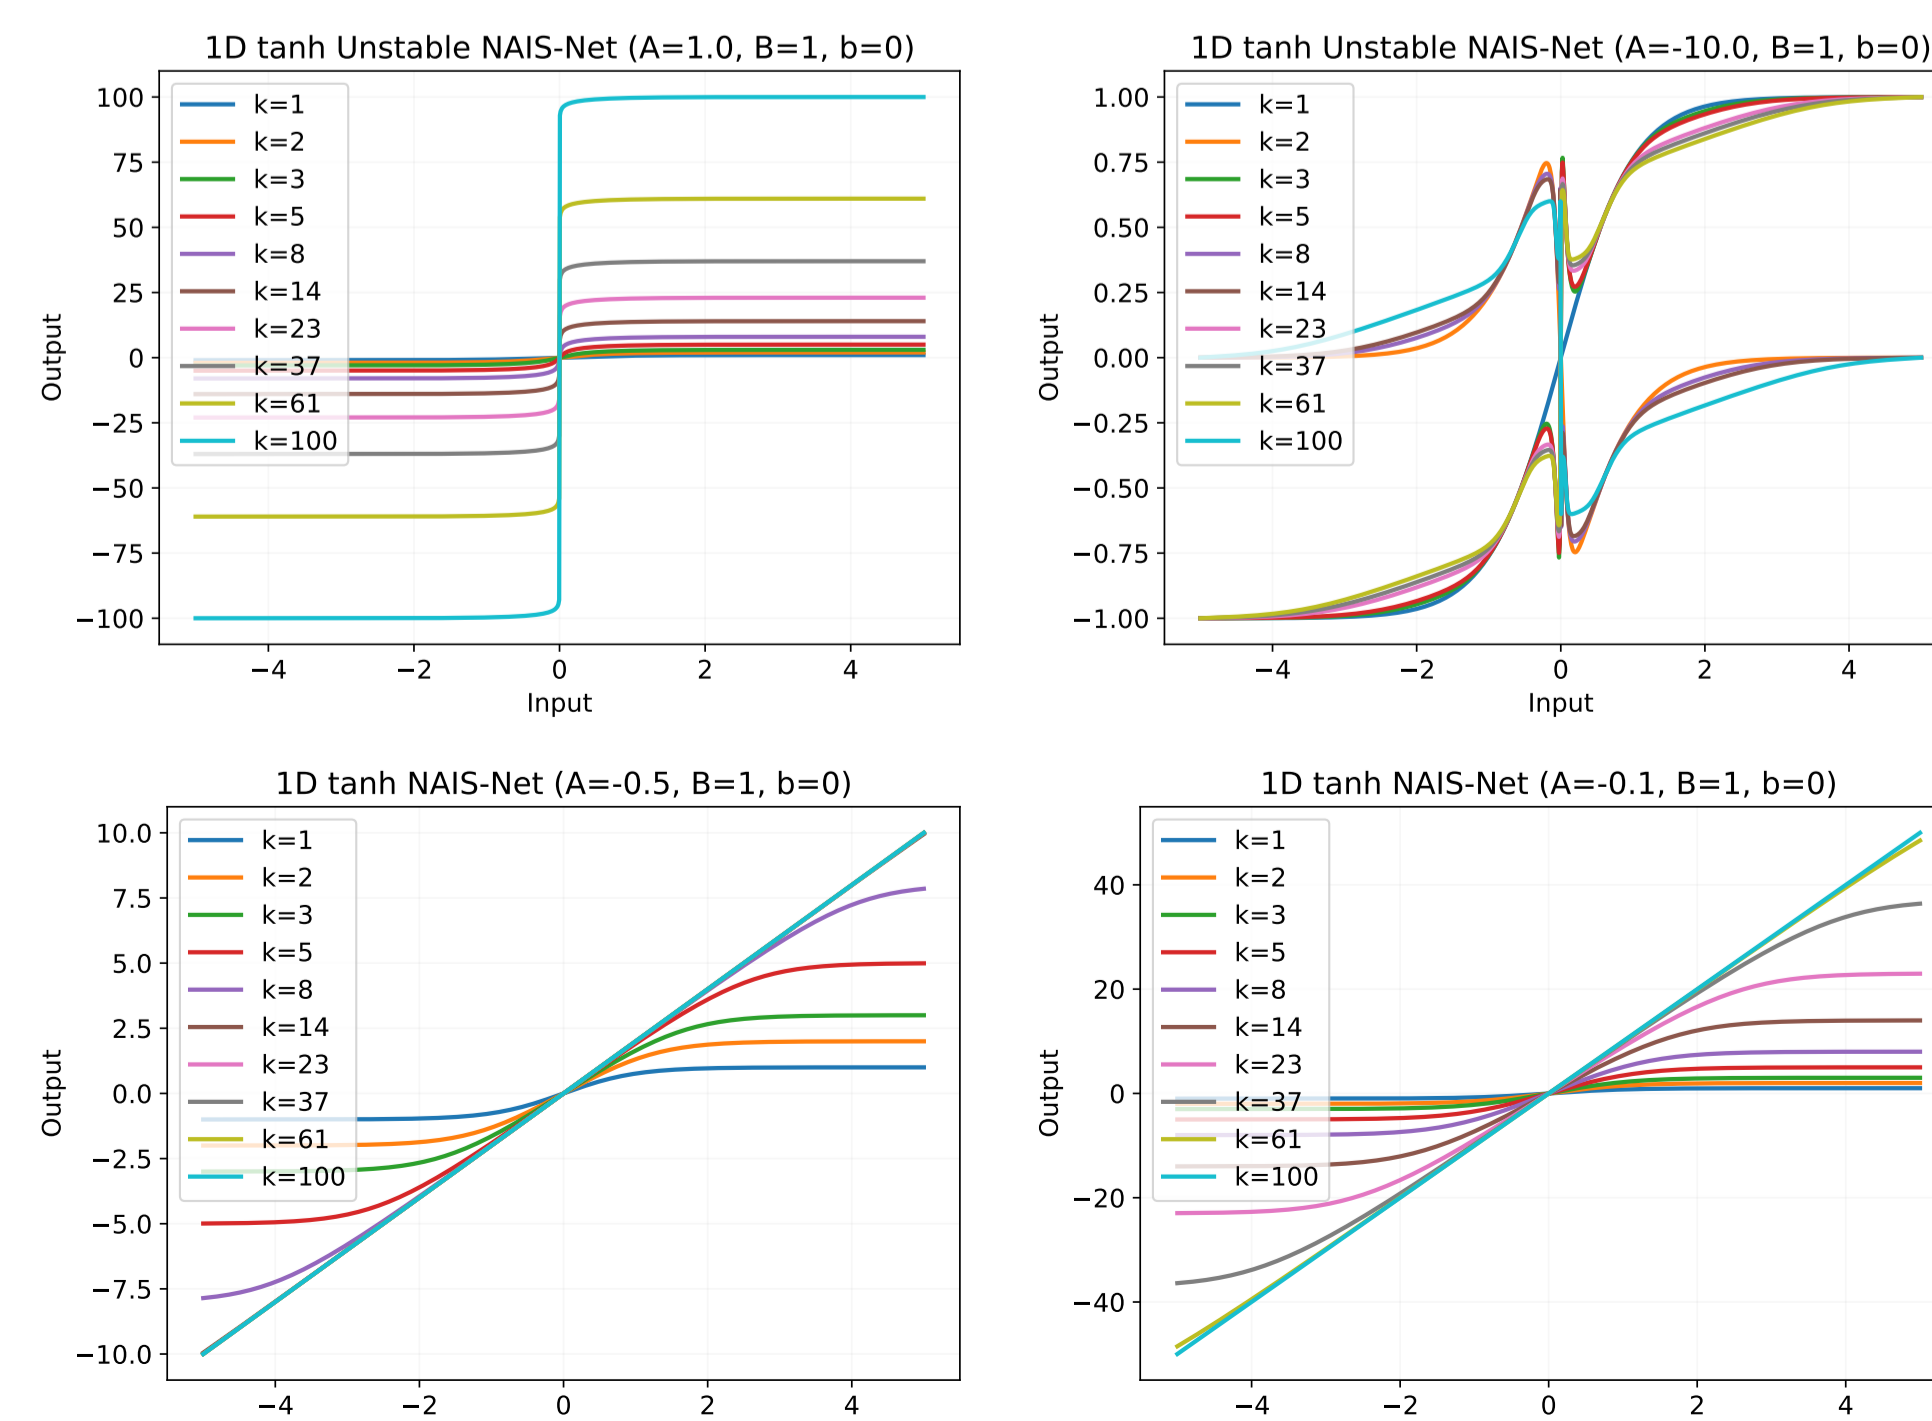 1D tanh Unstable NAIS-Net (A=1.0, B=1, b=0)
100
75
50
25
0
−25
−50
−75
−100
Output
k=1
k=2
k=3
k=5
k=8
k=14
k=23
k=37
k=61
k=100
−4 −2 0 2 4
Input
1D tanh Unstable NAIS-Net (A=-10.0, B=1, b=0)
1.00
0.75
0.50
0.25
0.00
−0.25
−0.50
−0.75
−1.00
Output
k=1
k=2
k=3
k=5
k=8
k=14
k=23
k=37
k=61
k=100
−4 −2 0 2 4
Input
1D tanh NAIS-Net (A=-0.5, B=1, b=0)
10.0
7.5
5.0
2.5
0.0
−2.5
−5.0
−7.5
−10.0
Output
k=1
k=2
k=3
k=5
k=8
k=14
k=23
k=37
k=61
k=100
−4 −2 0 2 4
1D tanh NAIS-Net (A=-0.1, B=1, b=0)
40
20
0
−20
−40
Output
k=1
k=2
k=3
k=5
k=8
k=14
k=23
k=37
k=61
k=100
−4 −2 0 2 4